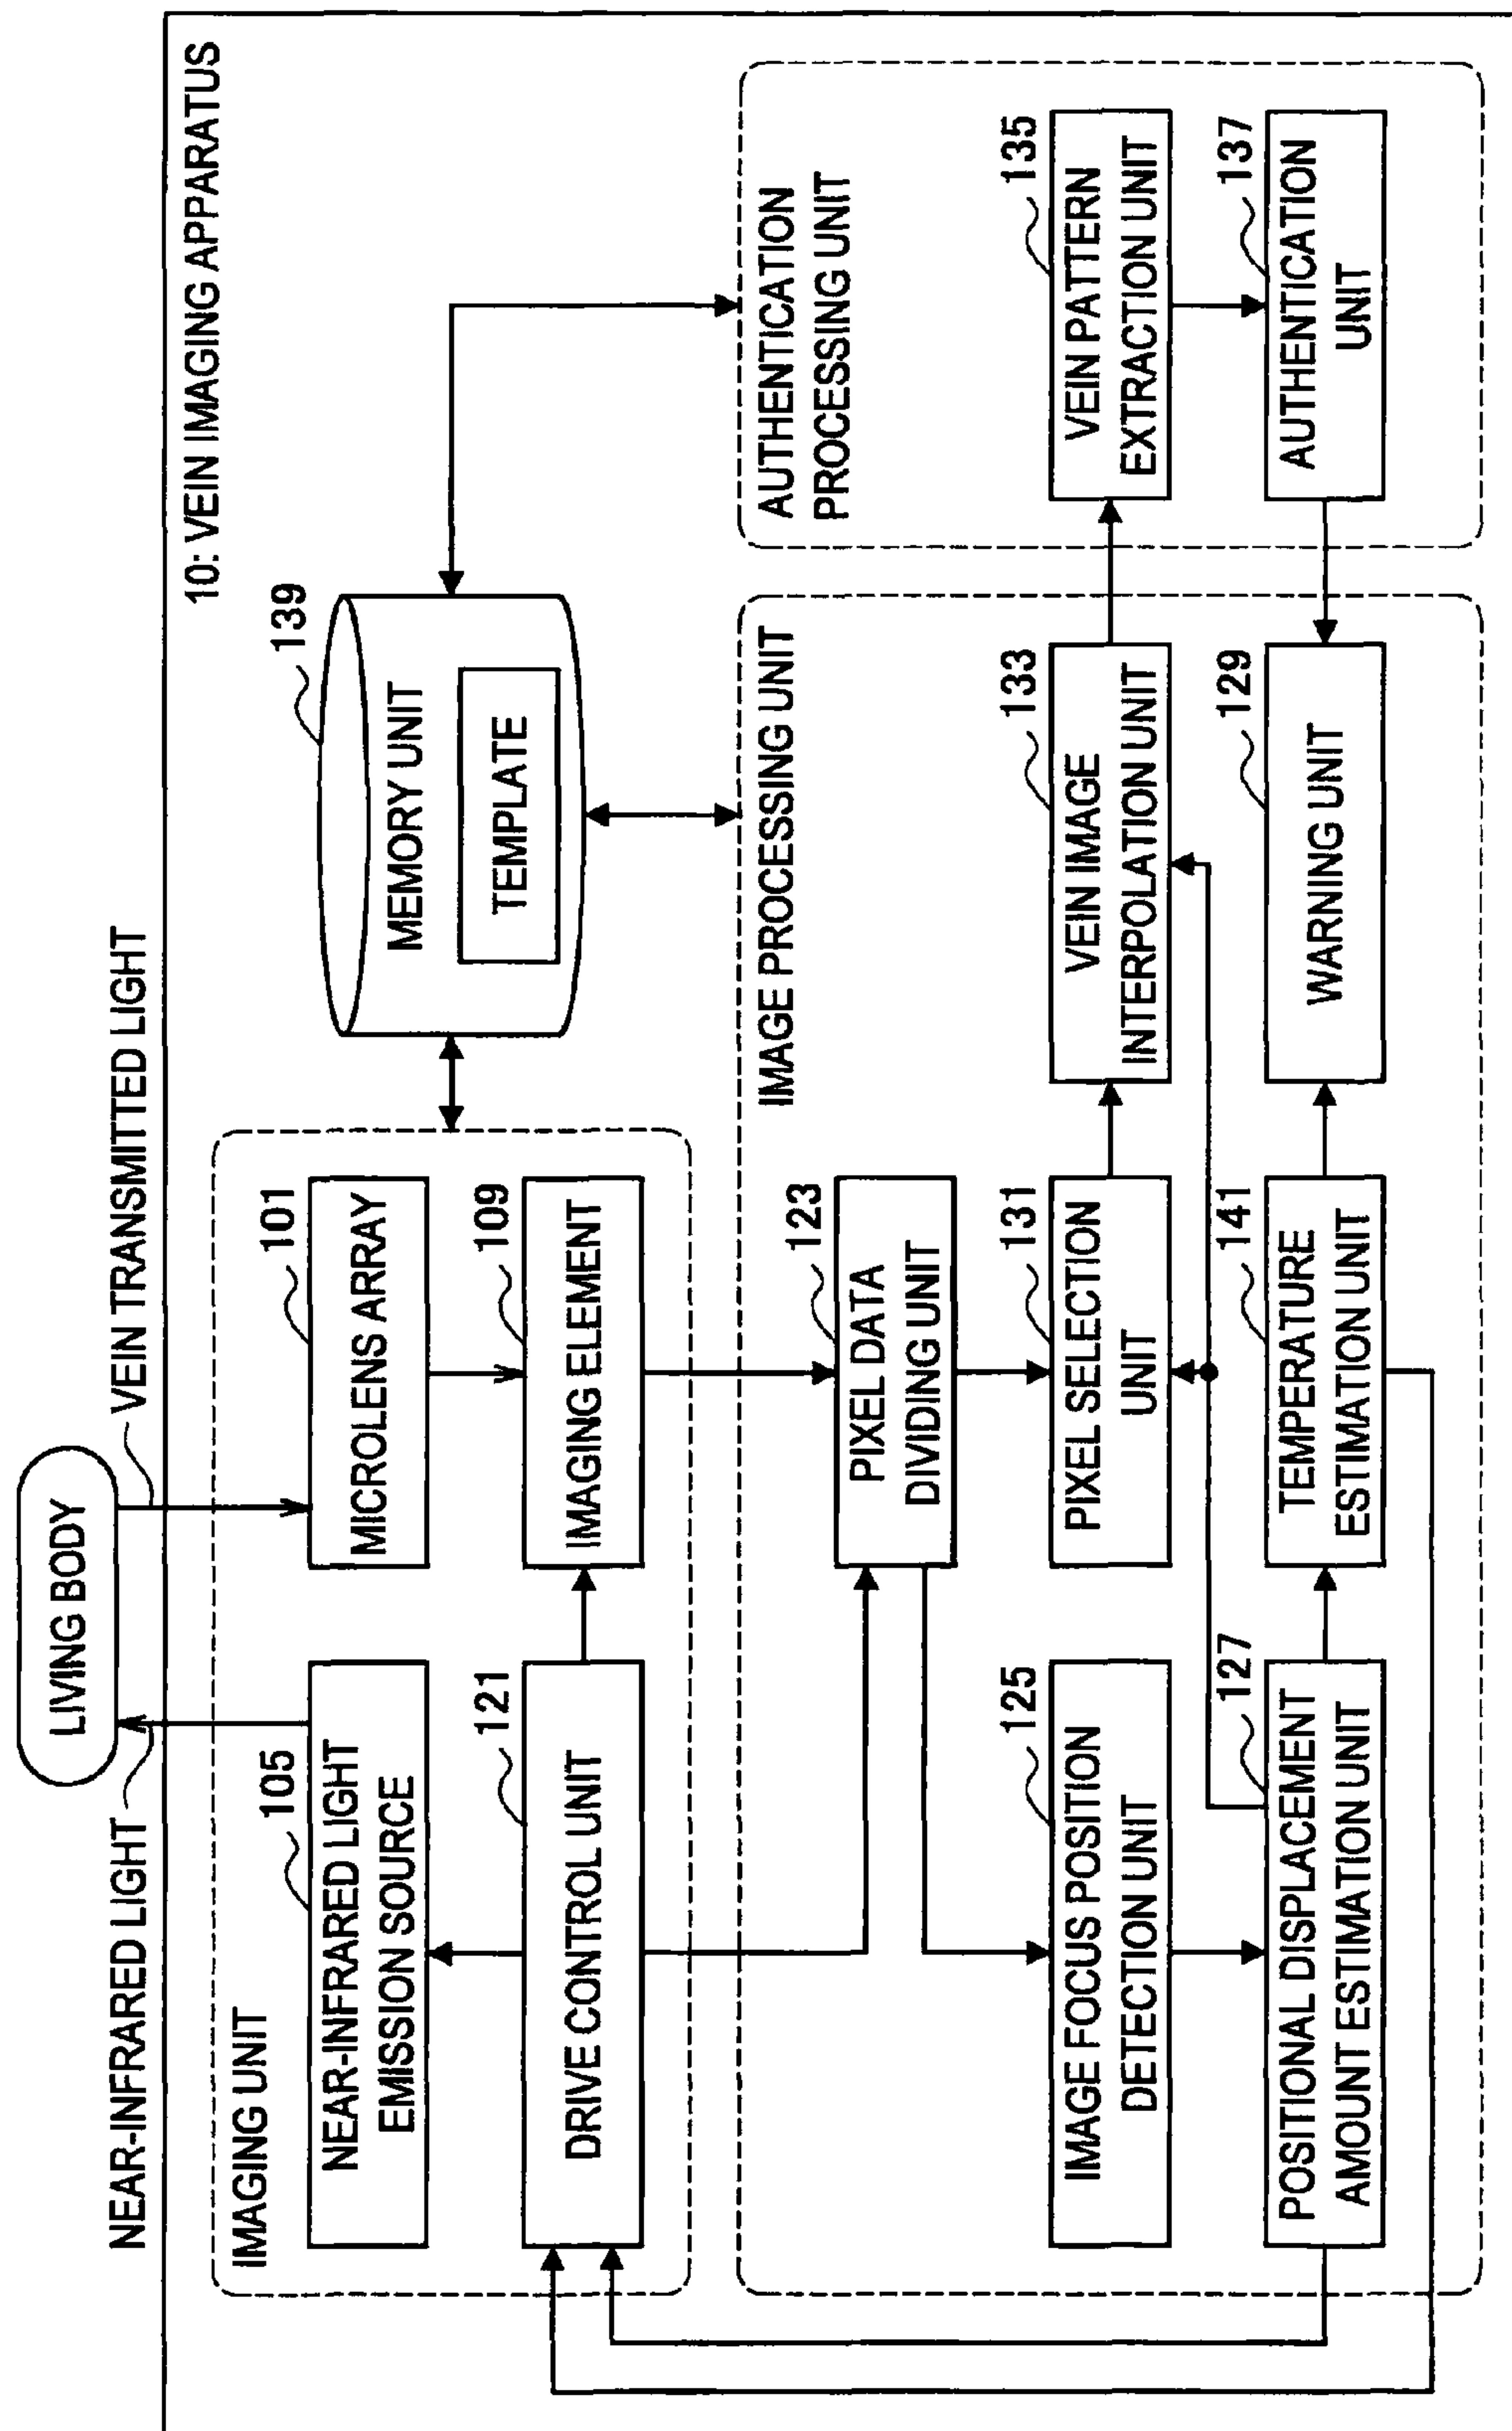 LIVING BODY
NEAR-INFRARED LIGHT
VEIN TRANSMITTED LIGHT
10: VEIN IMAGING APPARATUS
IMAGING UNIT
105
NEAR-INFRARED LIGHT
EMISSION SOURCE
101
MICROLENS ARRAY
121
DRIVE CONTROL UNIT
109
IMAGING ELEMENT
139
MEMORY UNIT
TEMPLATE
IMAGE PROCESSING UNIT
123
PIXEL DATA
DIVIDING UNIT
125
IMAGE FOCUS POSITION
DETECTION UNIT
131
PIXEL SELECTION
UNIT
133
VEIN IMAGE
INTERPOLATION UNIT
127
POSITIONAL DISPLACEMENT
AMOUNT ESTIMATION UNIT
141
TEMPERATURE
ESTIMATION UNIT
129
WARNING UNIT
AUTHENTICATION
PROCESSING UNIT
135
VEIN PATTERN
EXTRACTION UNIT
137
AUTHENTICATION
UNIT